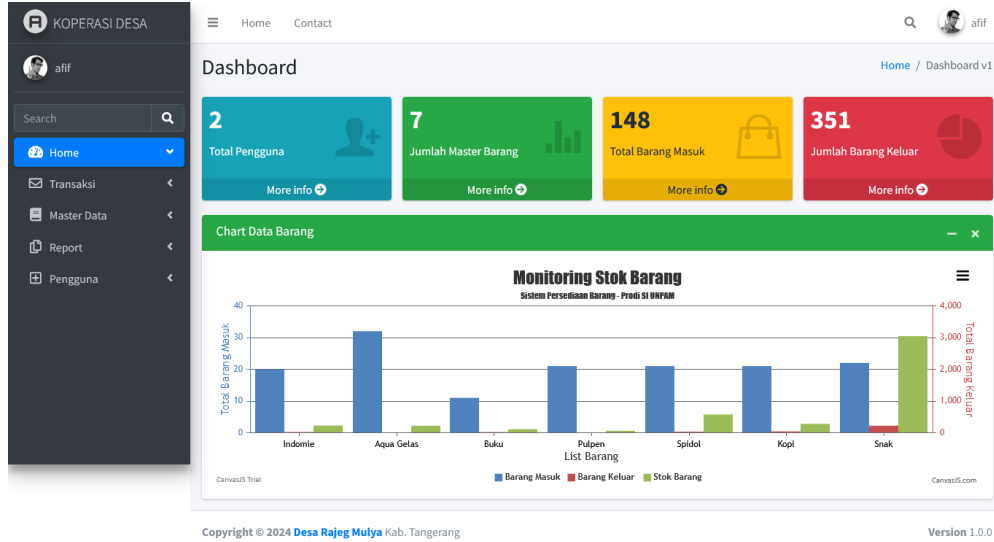 KOPERASI DESA
Home Contact
afif
afif
Dashboard
Home / Dashboard v1
Search
Home
Transaksi
Master Data
Report
Pengguna
2
Total Pengguna
More info
7
Jumlah Master Barang
More info
148
Total Barang Masuk
More info
351
Jumlah Barang Keluar
More info
Chart Data Barang
Monitoring Stok Barang
Sistem Persediaan Barang - Prodi SI UNPAM
Total Barang Masuk
40
30
20
10
0
4,000
3,000
2,000
1,000
0
Total Barang Keluar
Indomie Aqua Gelas Buku Pulpen Spidol Kopi Snak
List Barang
Barang Masuk Barang Keluar Stok Barang
CanvasJS Trial
CanvasJS.com
Copyright © 2024 Desa Rajeg Mulya Kab. Tangerang
Version 1.0.0